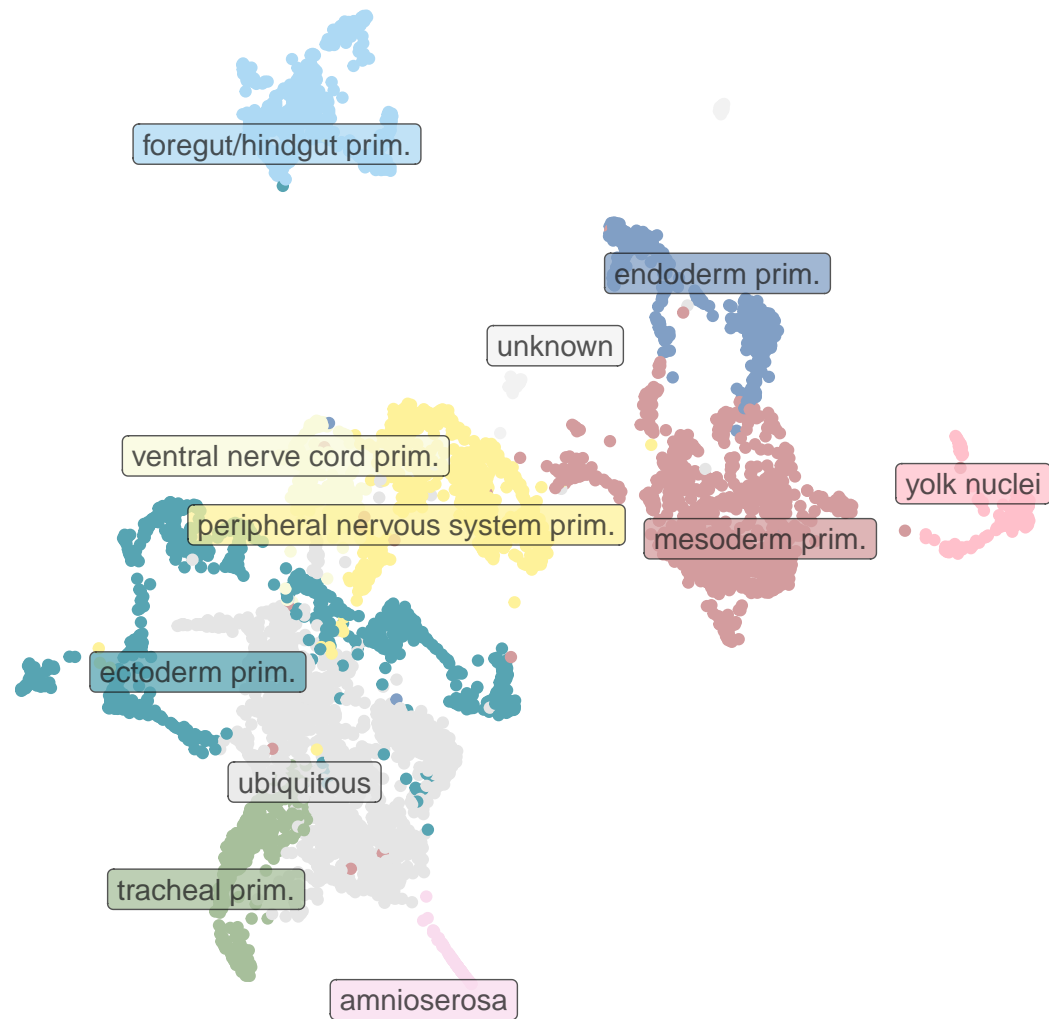 foregut/hindgut prim.
endoderm prim.
unknown
ventral nerve cord prim.
yolk nuclei
peripheral nervous system prim.
mesoderm prim.
ectoderm prim.
ubiquitous
tracheal prim.
amnioserosa